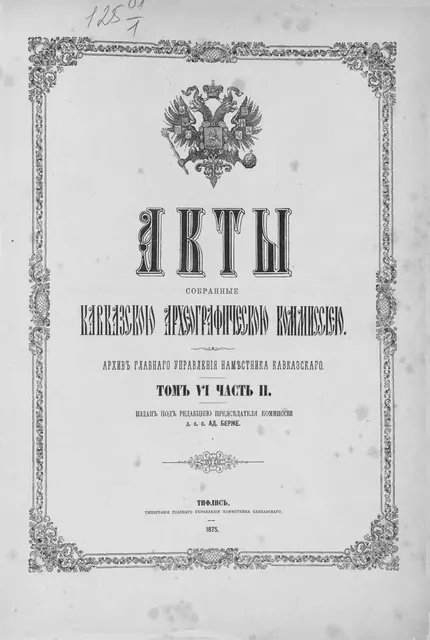 125 01/1
АКТЫ
СОБРАННЫЕ
КАВКАЗСКОЮ АРХЕОГРАФИЧЕСКОЮ КОММИССІЕЮ.
АРХИВЪ ГЛАВНАГО УПРАВЛЕНІЯ НАМѢСТНИКА КАВКАЗСКАГО.
ТОМЪ VI ЧАСТЬ II.
ИЗДАНЪ ПОДЪ РЕДАКЦІЕЮ ПРЕДСѢДАТЕЛЯ КОММИССІИ
Д. С. С. АД. БЕРЖЕ.
ТИФЛИСЪ,
ТИПОГРАФІЯ ГЛАВНАГО УПРАВЛЕНІЯ НАМѢСТНИКА КАВКАЗСКАГО.
1875.